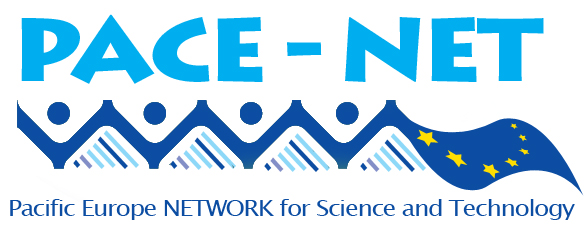 PACE - NET
Pacific Europe NETWORK for Science and Technology